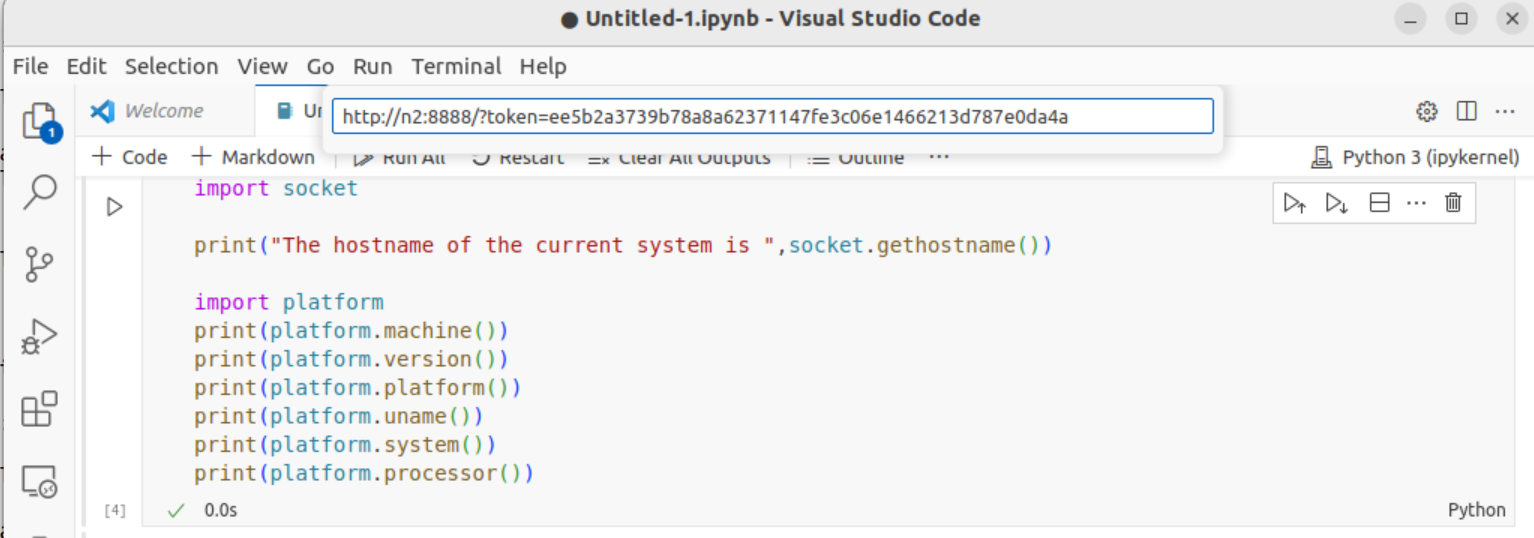 ● Untitled-1.ipynb - Visual Studio Code
File Edit Selection View Go Run Terminal Help
Welcome
http://n2:8888/?token=ee5b2a3739b78a8a62371147fe3c06e1466213d787e0da4a
1
+ Code + Markdown Run All Restart Clear All Outputs Outline ··· Python 3 (ipykernel)
import socket
print("The hostname of the current system is ",socket.gethostname())
import platform
print(platform.machine())
print(platform.version())
print(platform.platform())
print(platform.uname())
print(platform.system())
print(platform.processor())
[4] 0.0s Python